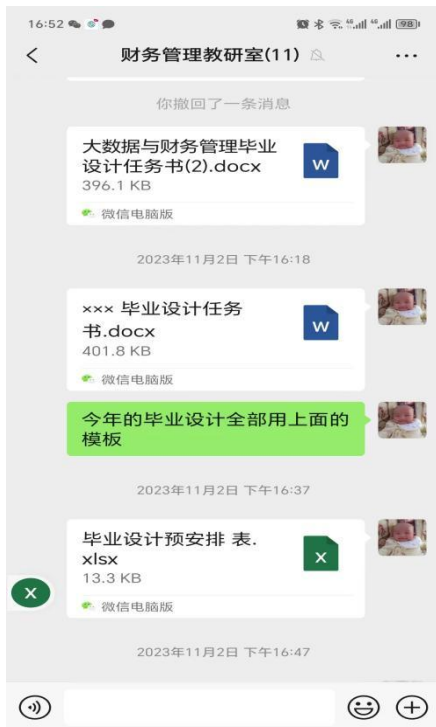 16:52
98
财务管理教研室(11)
你撤回了一条消息
大数据与财务管理毕业
设计任务书(2).docx
W
396.1 KB
微信电脑版
2023年11月2日 下午16:18
××× 毕业设计任务
书.docx
W
401.8 KB
微信电脑版
今年的毕业设计全部用上面的
模板
2023年11月2日 下午16:37
毕业设计预安排 表.
xlsx
X
13.3 KB
X
微信电脑版
2023年11月2日 下午16:47